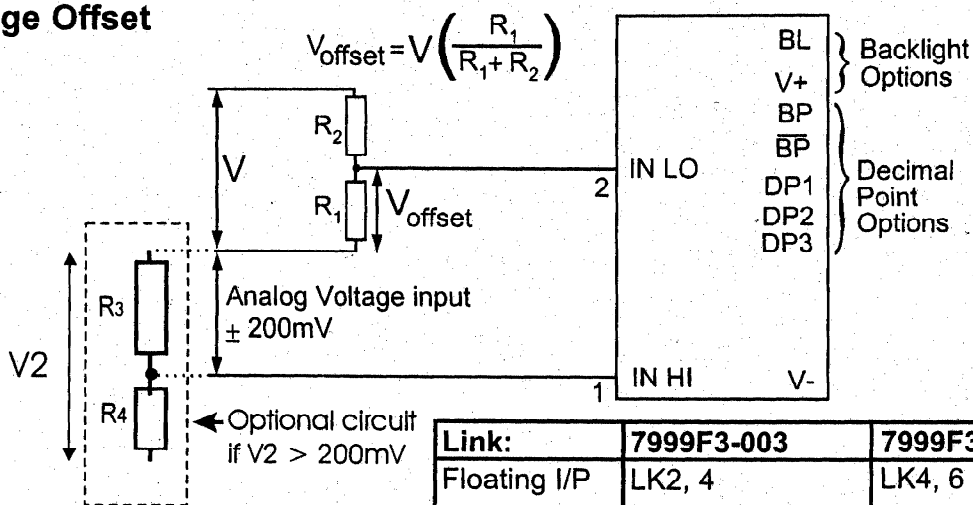 ge Offset
Voffset = V ( R1 / R1 + R2 )
BL
V+
Backlight
Options
BP
B̅P̅
DP1
DP2
DP3
Decimal
Point
Options
R2
V
R1
Voffset
2
IN LO
R3
V2
R4
Analog Voltage input
± 200mV
1
IN HI
V-
Optional circuit
if V2 > 200mV
Link: 7999F3-003 7999F3
Floating I/P LK2, 4 LK4, 6